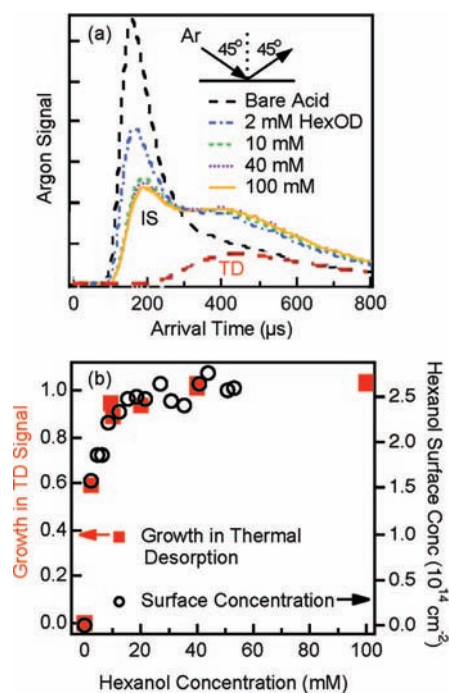 (a)
Ar
45° 45°
Bare Acid
2 mM HexOD
10 mM
40 mM
100 mM
IS
TD
Argon Signal
0 200 400 600 800
Arrival Time (µs)
(b)
1.0
0.8
0.6
0.4
0.2
0.0
Growth in TD Signal
2.5
2.0
1.5
1.0
0.5
0.0
Hexanol Surface Conc (10¹⁴ cm⁻²)
Growth in Thermal
Desorption
Surface Concentration
0 20 40 60 80 100
Hexanol Concentration (mM)